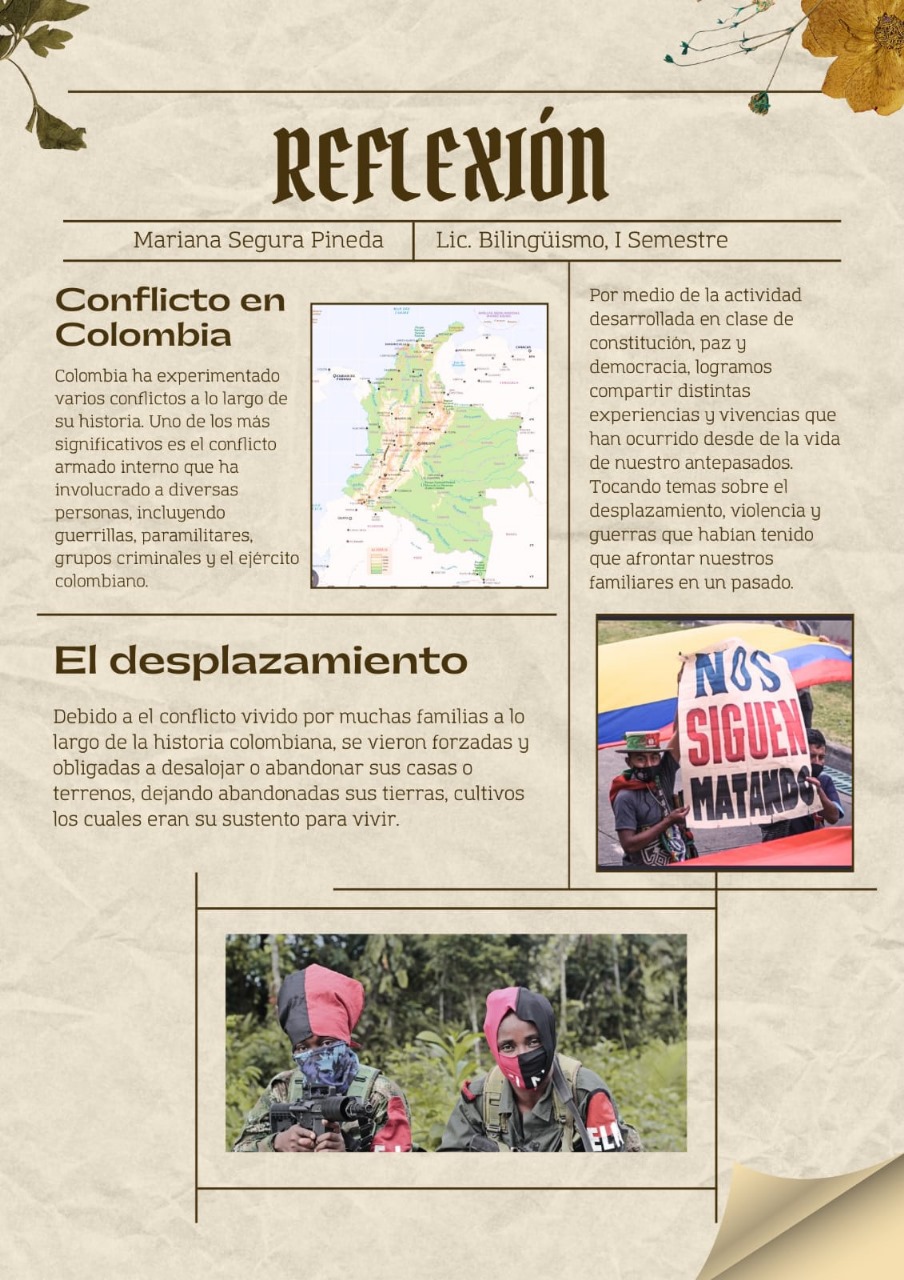 REFLEXIÓN
Mariana Segura Pineda
Lic. Bilingüismo, I Semestre
Conflicto en
Colombia
Colombia ha experimentado
varios conflictos a lo largo de
su historia. Uno de los más
significativos es el conflicto
armado interno que ha
involucrado a diversas
personas, incluyendo
guerrillas, paramilitares,
grupos criminales y el ejército
colombiano.
Por medio de la actividad
desarrollada en clase de
constitución, paz y
democracia, logramos
compartir distintas
experiencias y vivencias que
han ocurrido desde de la vida
de nuestro antepasados.
Tocando temas sobre el
desplazamiento, violencia y
guerras que habían tenido
que afrontar nuestros
familiares en un pasado.
El desplazamiento
Debido a el conflicto vivido por muchas familias a lo
largo de la historia colombiana, se vieron forzadas y
obligadas a desalojar o abandonar sus casas o
terrenos, dejando abandonadas sus tierras, cultivos
los cuales eran su sustento para vivir.
NOS
SIGUEN
MATANDO
ELN